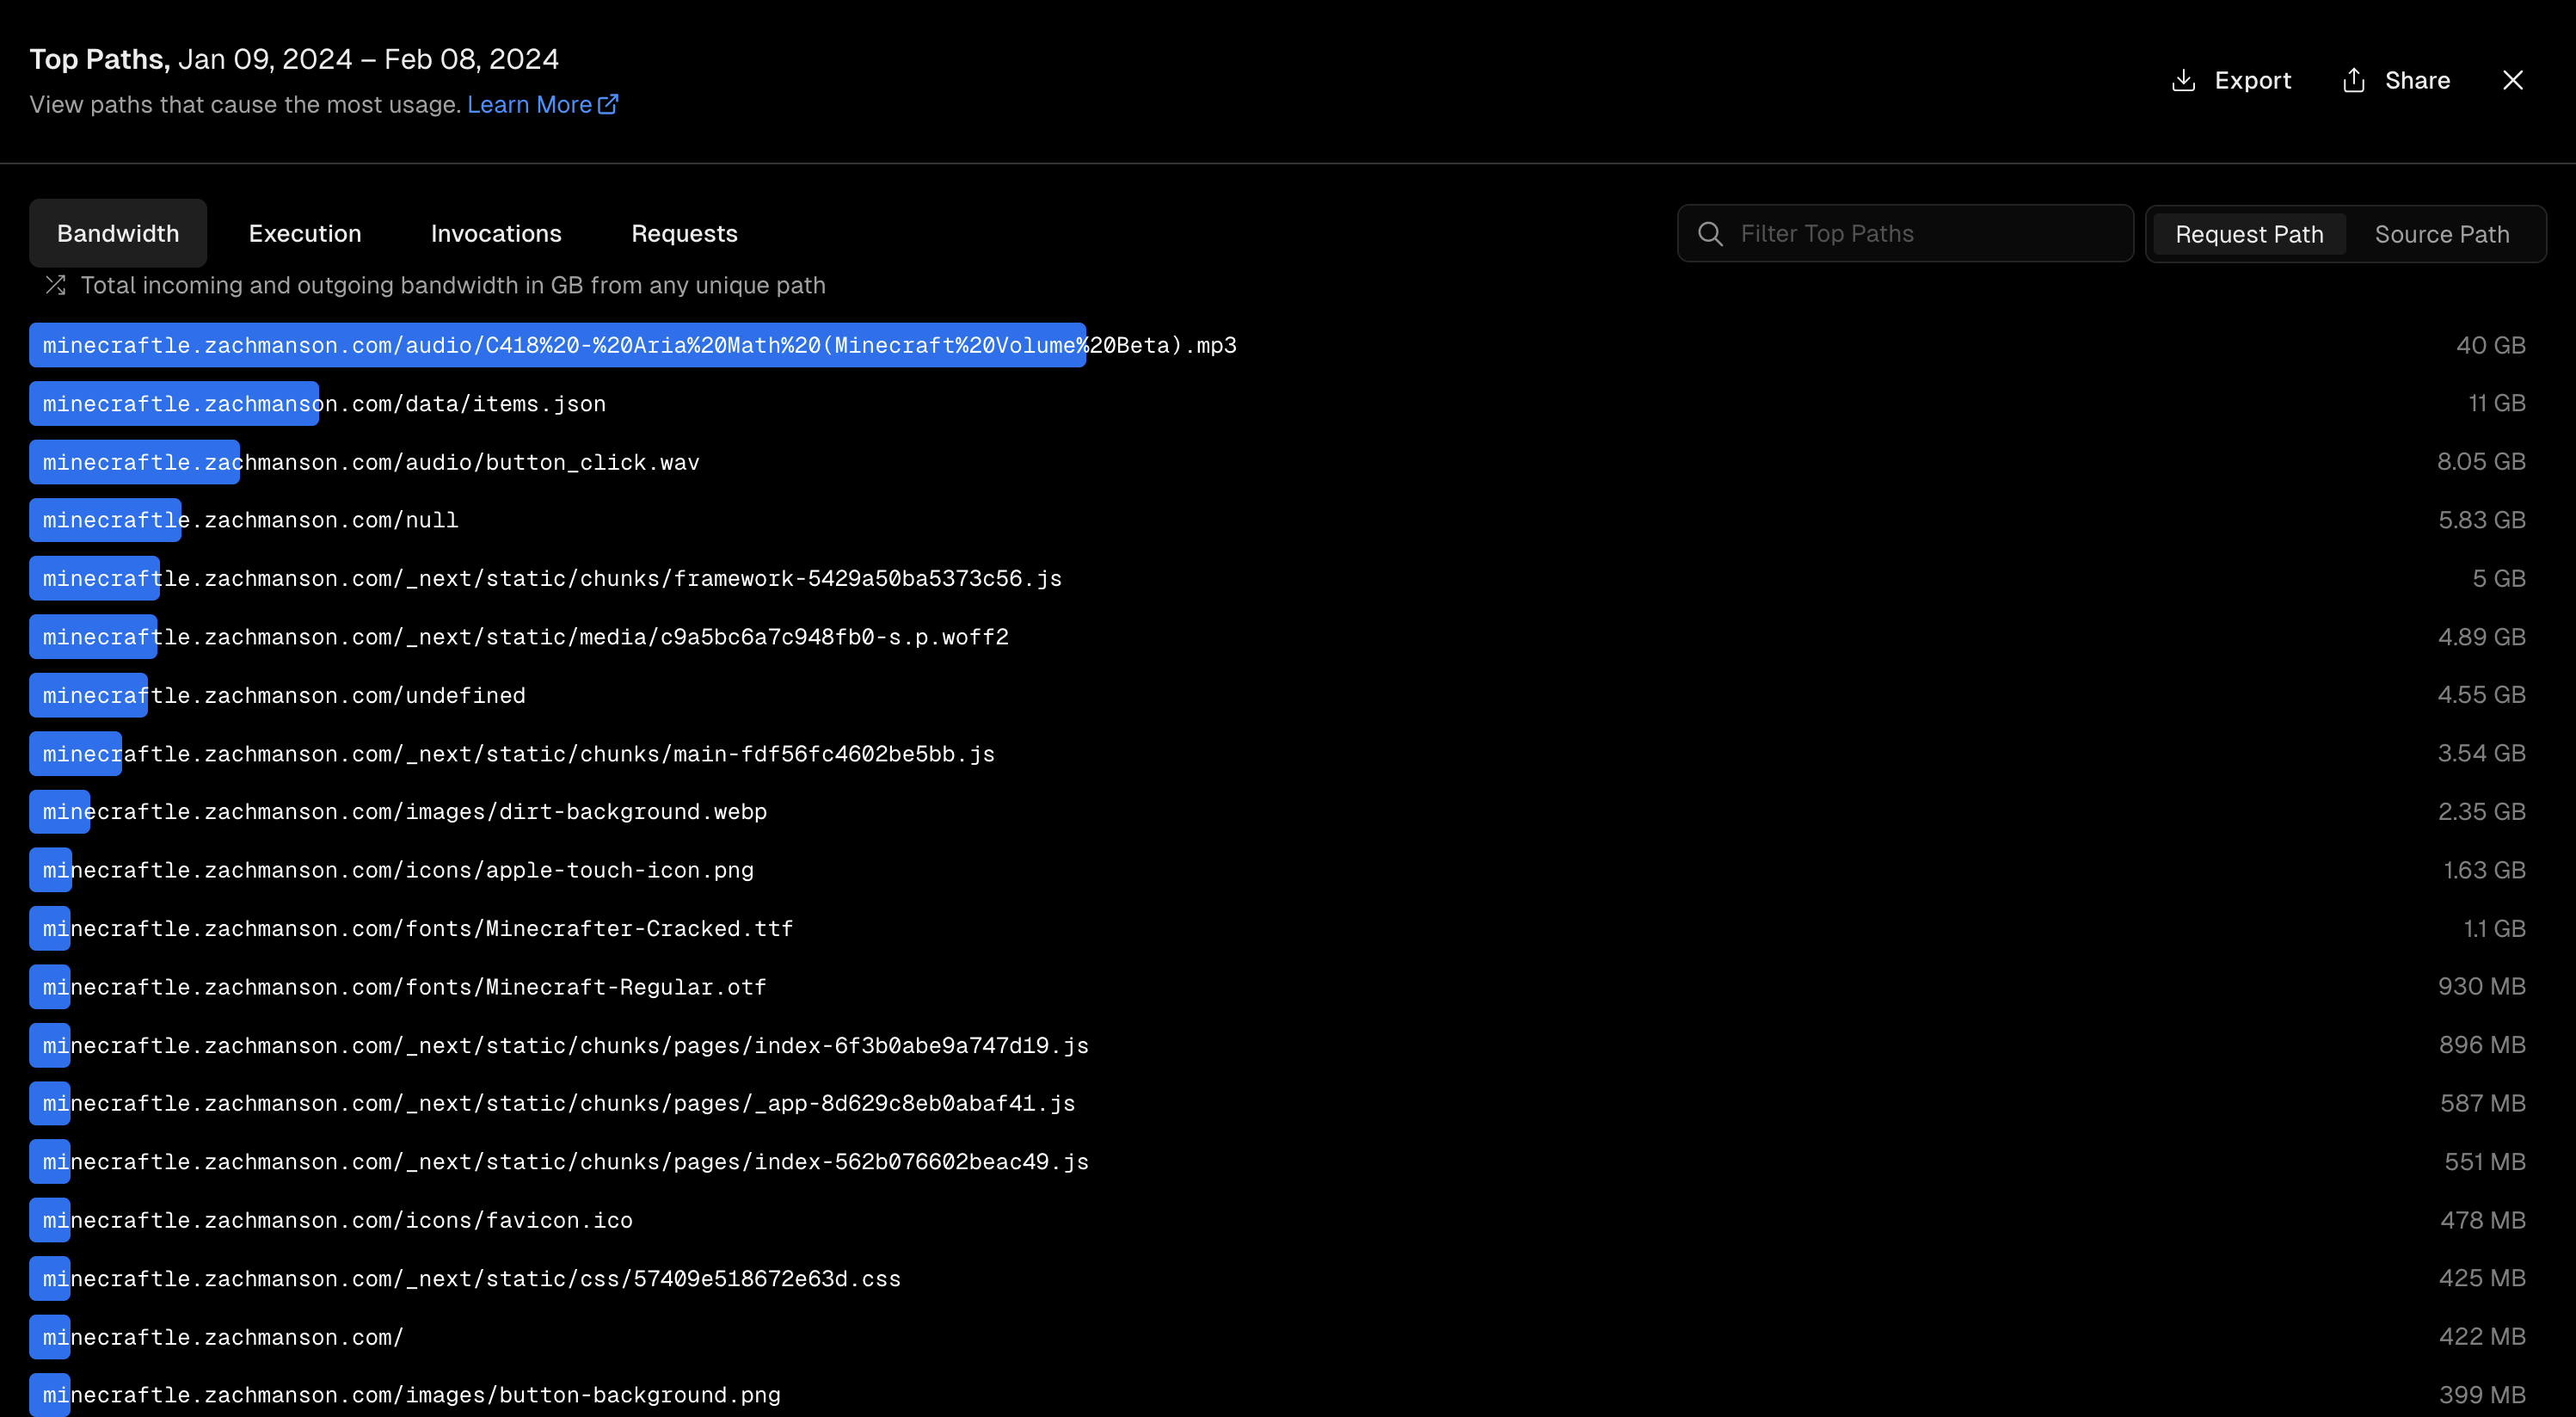 Top Paths, Jan 09, 2024 – Feb 08, 2024
View paths that cause the most usage. Learn More
Export Share
Bandwidth Execution Invocations Requests
Filter Top Paths
Request Path Source Path
Total incoming and outgoing bandwidth in GB from any unique path
minecraftle.zachmanson.com/audio/C418%20-%20Aria%20Math%20(Minecraft%20Volume%20Beta).mp3 40 GB
minecraftle.zachmanson.com/data/items.json 11 GB
minecraftle.zachmanson.com/audio/button_click.wav 8.05 GB
minecraftle.zachmanson.com/null 5.83 GB
minecraftle.zachmanson.com/_next/static/chunks/framework-5429a50ba5373c56.js 5 GB
minecraftle.zachmanson.com/_next/static/media/c9a5bc6a7c948fb0-s.p.woff2 4.89 GB
minecraftle.zachmanson.com/undefined 4.55 GB
minecraftle.zachmanson.com/_next/static/chunks/main-fdf56fc4602be5bb.js 3.54 GB
minecraftle.zachmanson.com/images/dirt-background.webp 2.35 GB
minecraftle.zachmanson.com/icons/apple-touch-icon.png 1.63 GB
minecraftle.zachmanson.com/fonts/Minecrafter-Cracked.ttf 1.1 GB
minecraftle.zachmanson.com/fonts/Minecraft-Regular.otf 930 MB
minecraftle.zachmanson.com/_next/static/chunks/pages/index-6f3b0abe9a747d19.js 896 MB
minecraftle.zachmanson.com/_next/static/chunks/pages/_app-8d629c8eb0abaf41.js 587 MB
minecraftle.zachmanson.com/_next/static/chunks/pages/index-562b076602beac49.js 551 MB
minecraftle.zachmanson.com/icons/favicon.ico 478 MB
minecraftle.zachmanson.com/_next/static/css/57409e518672e63d.css 425 MB
minecraftle.zachmanson.com/ 422 MB
minecraftle.zachmanson.com/images/button-background.png 399 MB